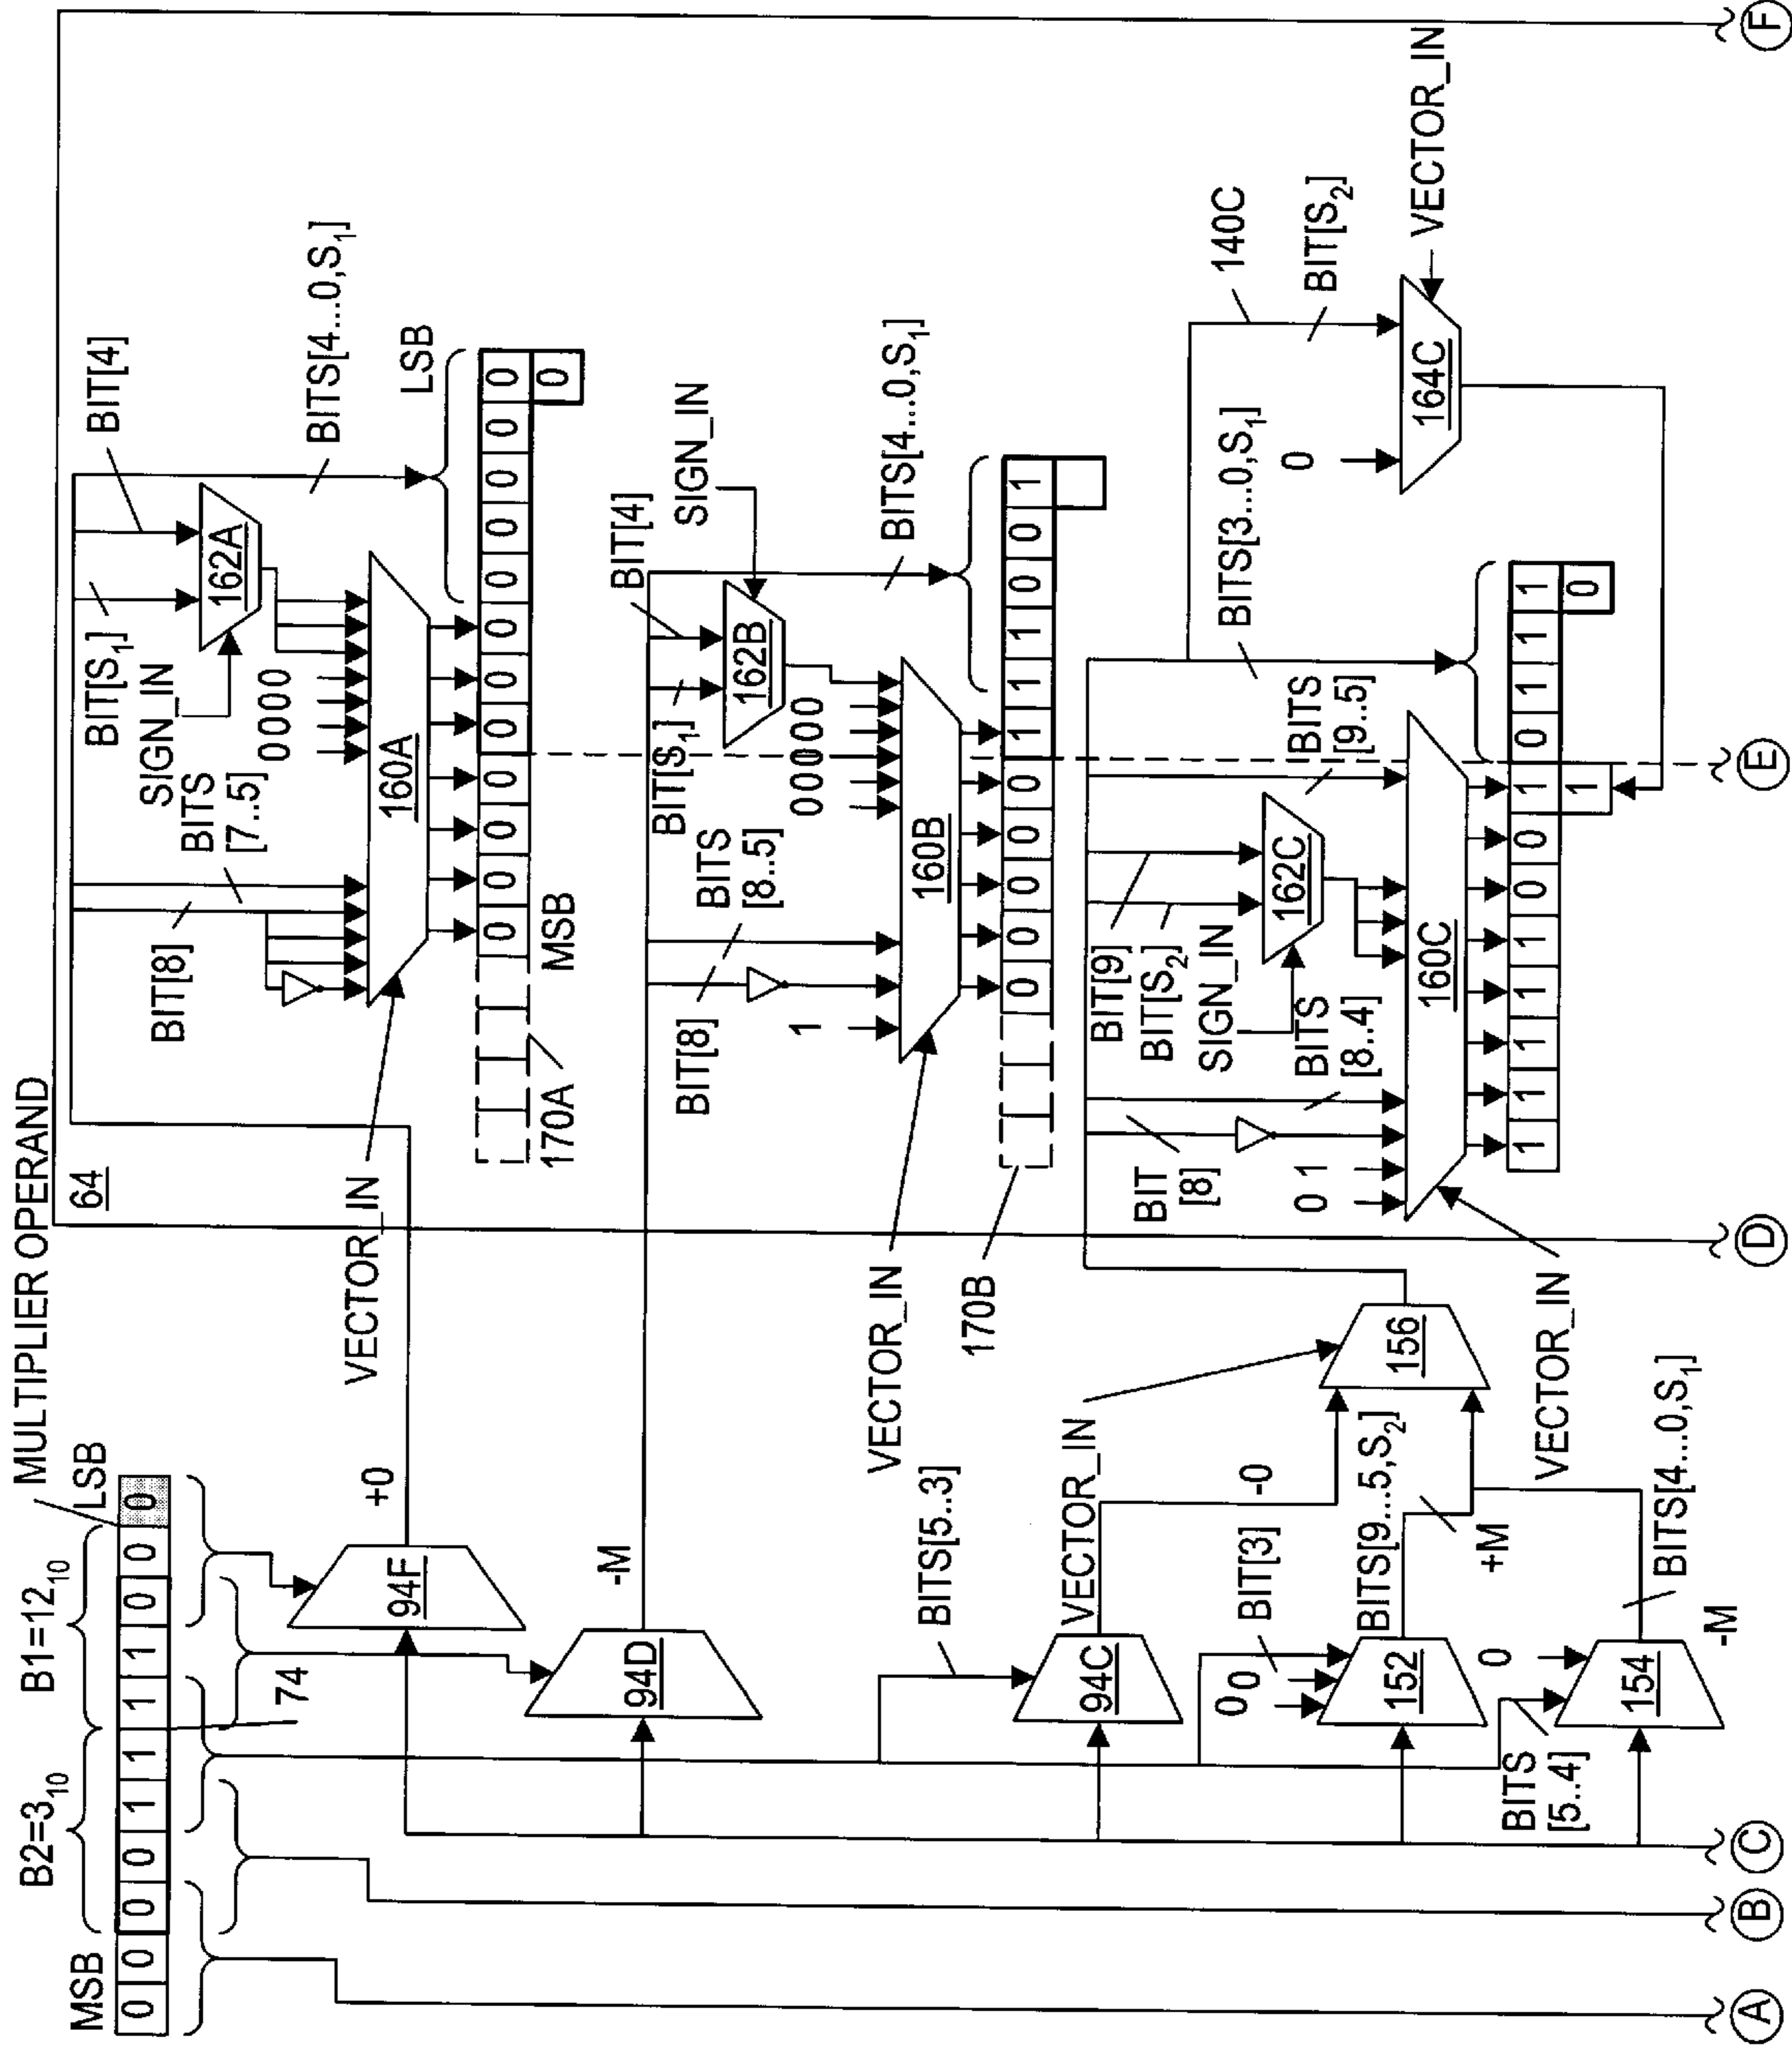 MULTIPLIER OPERAND
MSB
B2=3₁₀
B1=12₁₀
LSB
0 0 0 0 1 1 1 1 0 0 0
74
64
94F
+0
94D
-M
BITS[5..3]
VECTOR_IN
94C
-0
0 0
BIT[3]
152
BITS[9...5,S₂]
+M
BITS
[5..4]
0
154
BITS[4...0,S₁]
-M
156
VECTOR_IN
BIT[8]
BITS
[7..5]
SIGN_IN
BIT[S₁]
0000
162A
BIT[4]
BITS[4...0,S₁]
160A
VECTOR_IN
LSB
0 0 0 0 0 0 0 0 0 0 0 0
0
MSB
170A
BIT[8]
BITS
[8..5]
BIT[S₁]
00000
162B
BIT[4]
SIGN_IN
BITS[4...0,S₁]
1
160B
VECTOR_IN
0 0 0 0 0 1 1 1 0 0 1
170B
BIT
[8]
0 1
BITS
[8..4]
SIGN_IN
BIT[S₂]
BIT[9]
162C
BITS
[9..5]
BITS[3...0,S₁]
160C
VECTOR_IN
1 1 1 1 1 0 0 1 0 1 1 1
1
0
140C
BIT[S₂]
0
164C
VECTOR_IN
A
B
C
D
E
F